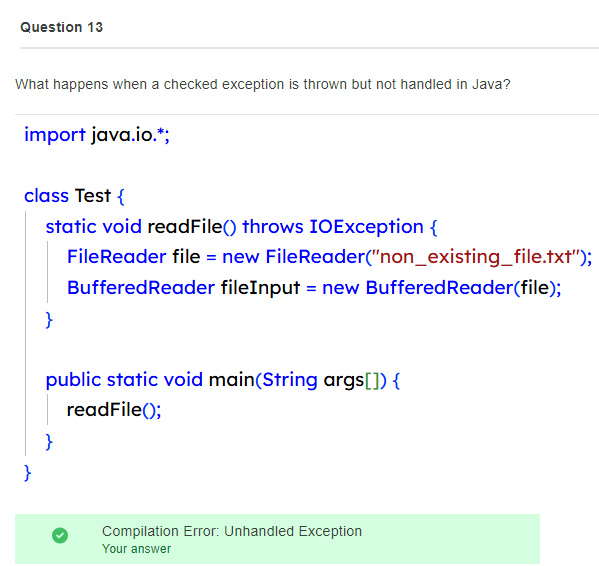 Question 13
What happens when a checked exception is thrown but not handled in Java?
import java.io.*;
class Test {
static void readFile() throws IOException {
FileReader file = new FileReader("non_existing_file.txt");
BufferedReader fileInput = new BufferedReader(file);
}
public static void main(String args[]) {
readFile();
}
}
Compilation Error: Unhandled Exception
Your answer